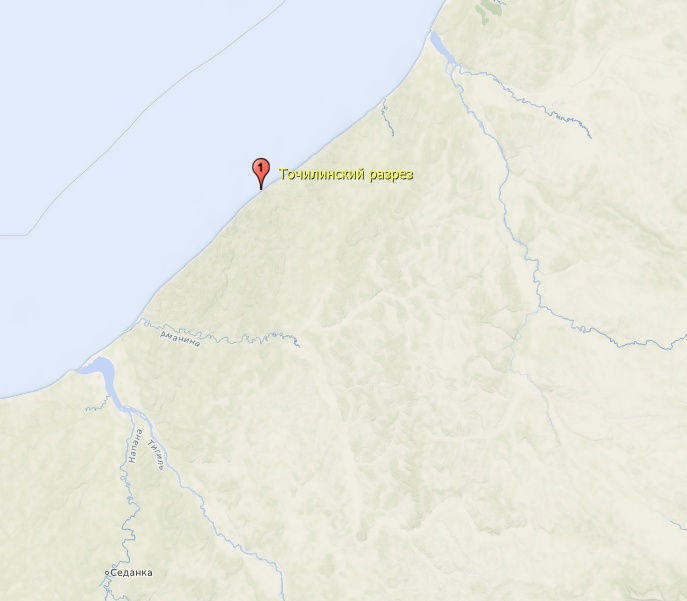 1
Точилинский разрез
Аманина
Напана
Тигиль
Седанка